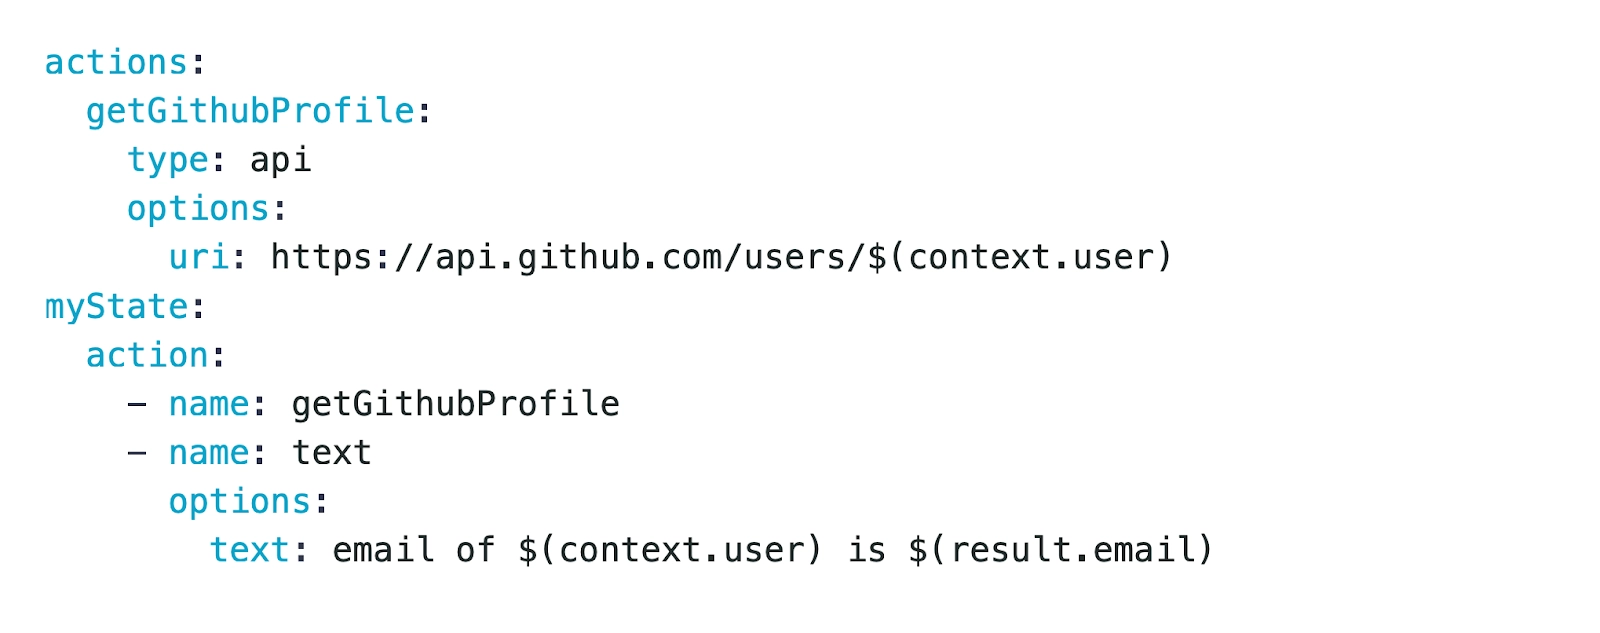 actions:
  getGithubProfile:
    type: api
    options:
      uri: https://api.github.com/users/$(context.user)
myState:
  action:
    - name: getGithubProfile
    - name: text
      options:
        text: email of $(context.user) is $(result.email)